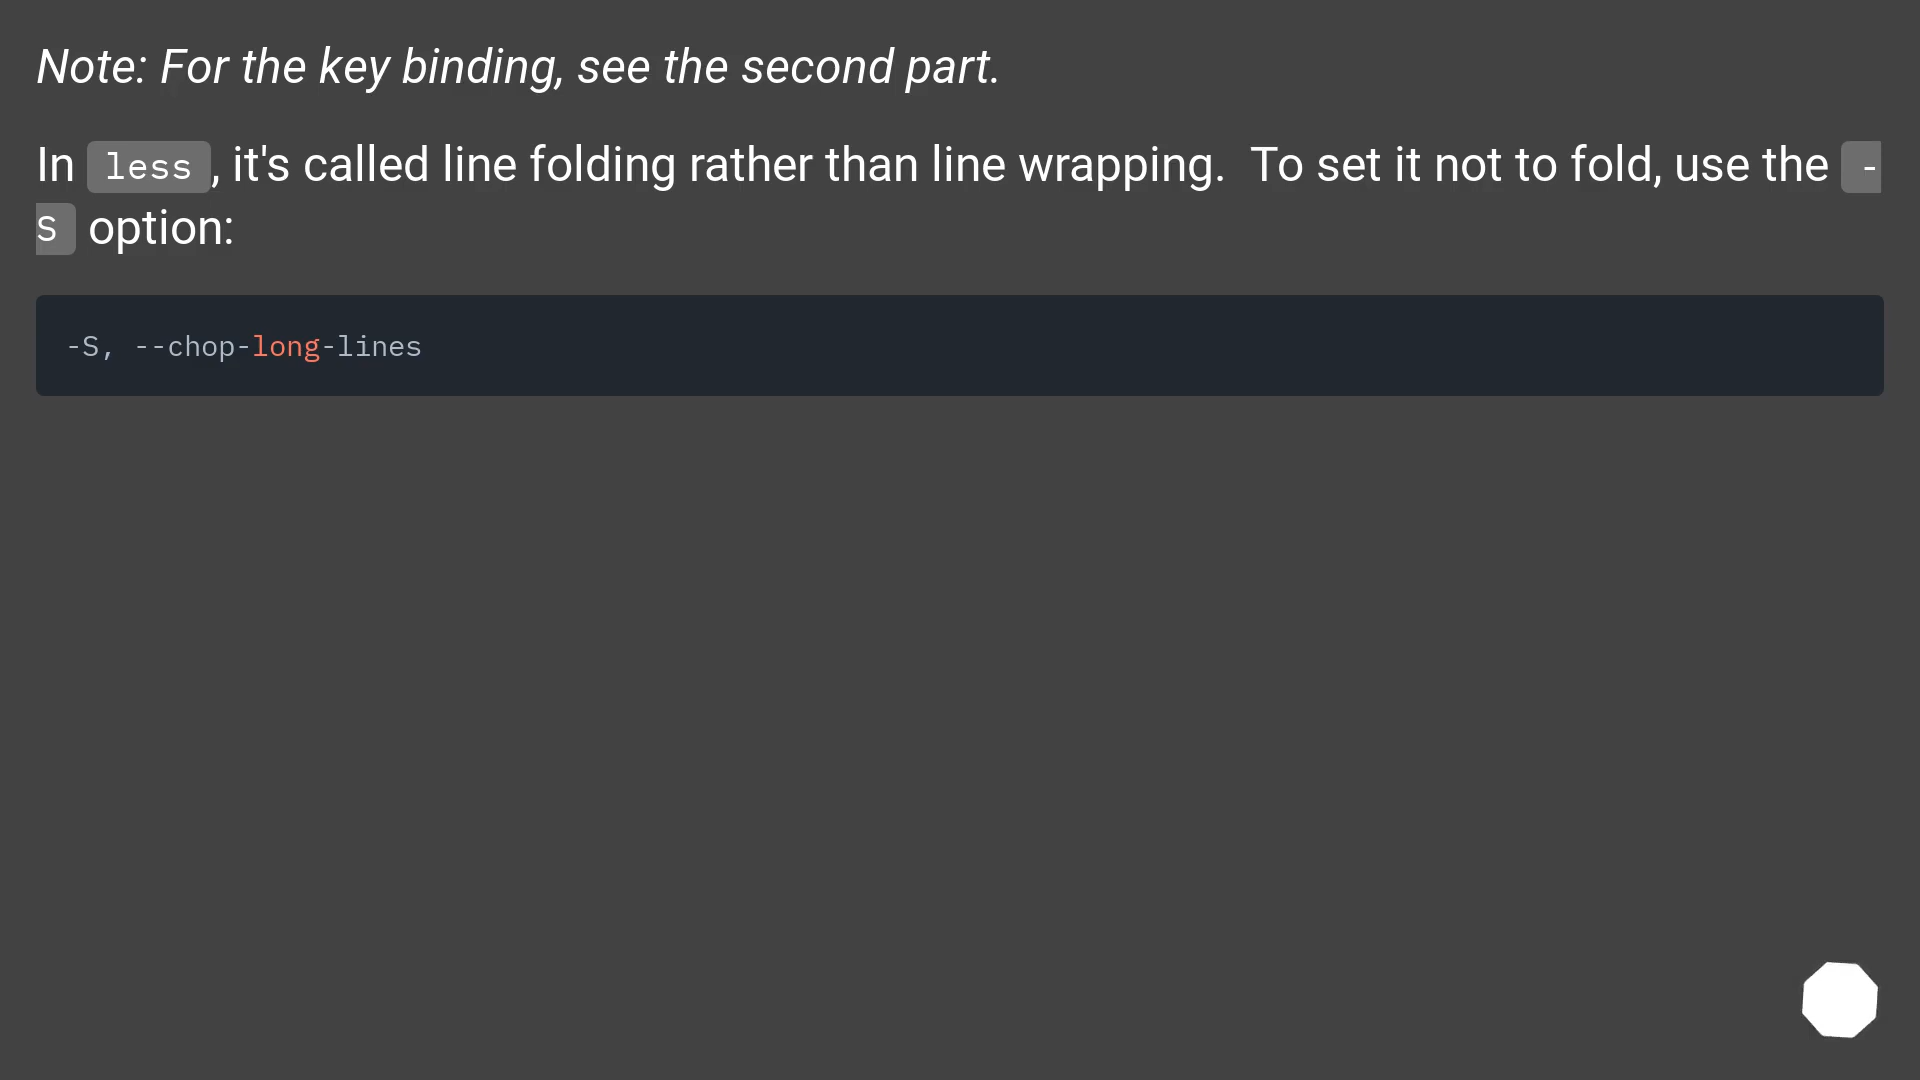 Note: For the key binding, see the second part.
In less, it's called line folding rather than line wrapping.  To set it not to fold, use the -
S option:
-S, --chop-long-lines